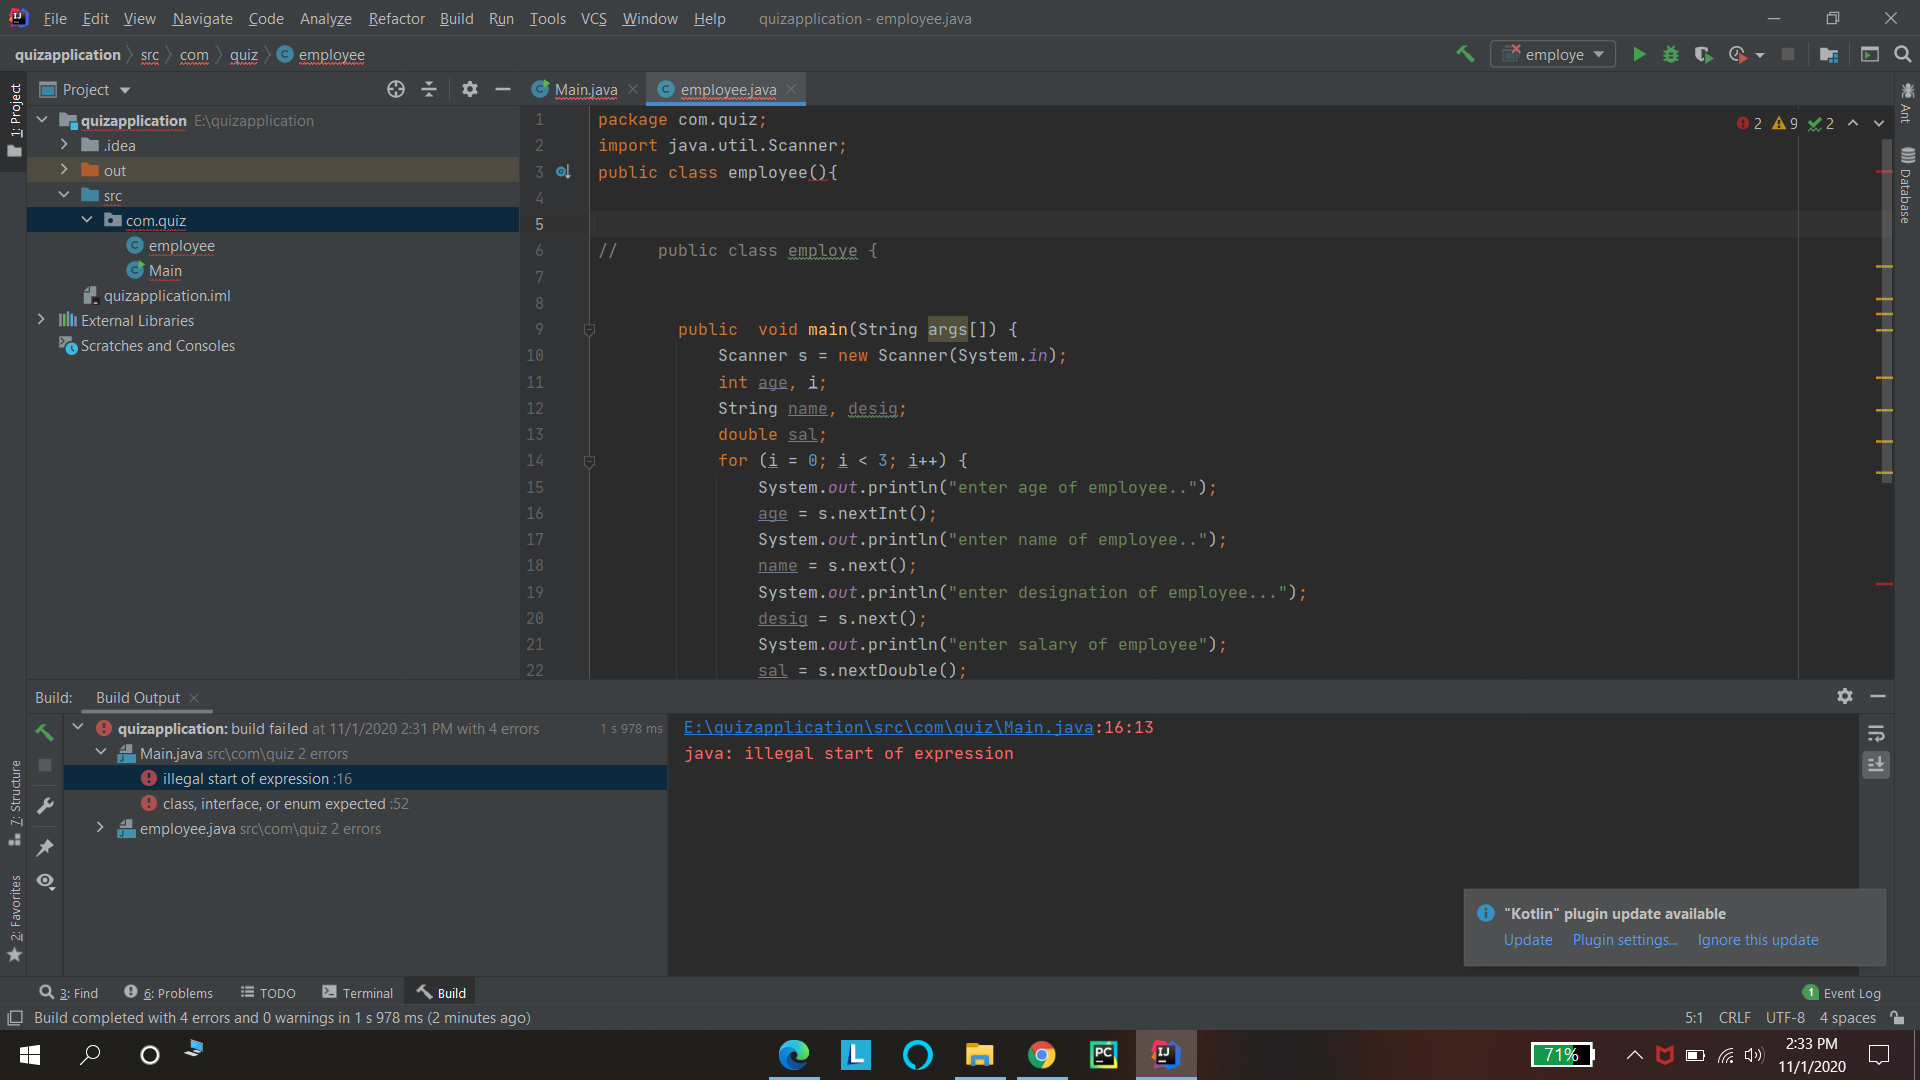 File Edit View Navigate Code Analyze Refactor Build Run Tools VCS Window Help quizapplication - employee.java
quizapplication src com quiz employee
employe
1: Project
Project
Main.java employee.java
quizapplication E:\quizapplication
.idea
out
src
com.quiz
employee
Main
quizapplication.iml
External Libraries
Scratches and Consoles
2 9 2
1 package com.quiz;
2 import java.util.Scanner;
3 public class employee(){
4
5
6 // public class employe {
7
8
9 public void main(String args[]) {
10 Scanner s = new Scanner(System.in);
11 int age, i;
12 String name, desig;
13 double sal;
14 for (i = 0; i < 3; i++) {
15 System.out.println("enter age of employee..");
16 age = s.nextInt();
17 System.out.println("enter name of employee..");
18 name = s.next();
19 System.out.println("enter designation of employee...");
20 desig = s.next();
21 System.out.println("enter salary of employee");
22 sal = s.nextDouble();
Ant
Database
Build: Build Output
quizapplication: build failed at 11/1/2020 2:31 PM with 4 errors 1 s 978 ms
Main.java src\com\quiz 2 errors
illegal start of expression :16
class, interface, or enum expected :52
employee.java src\com\quiz 2 errors
E:\quizapplication\src\com\quiz\Main.java:16:13
java: illegal start of expression
7: Structure
2: Favorites
"Kotlin" plugin update available
Update Plugin settings... Ignore this update
3: Find 6: Problems TODO Terminal Build 1 Event Log
Build completed with 4 errors and 0 warnings in 1 s 978 ms (2 minutes ago) 5:1 CRLF UTF-8 4 spaces
L PC IJ 71% 2:33 PM
11/1/2020